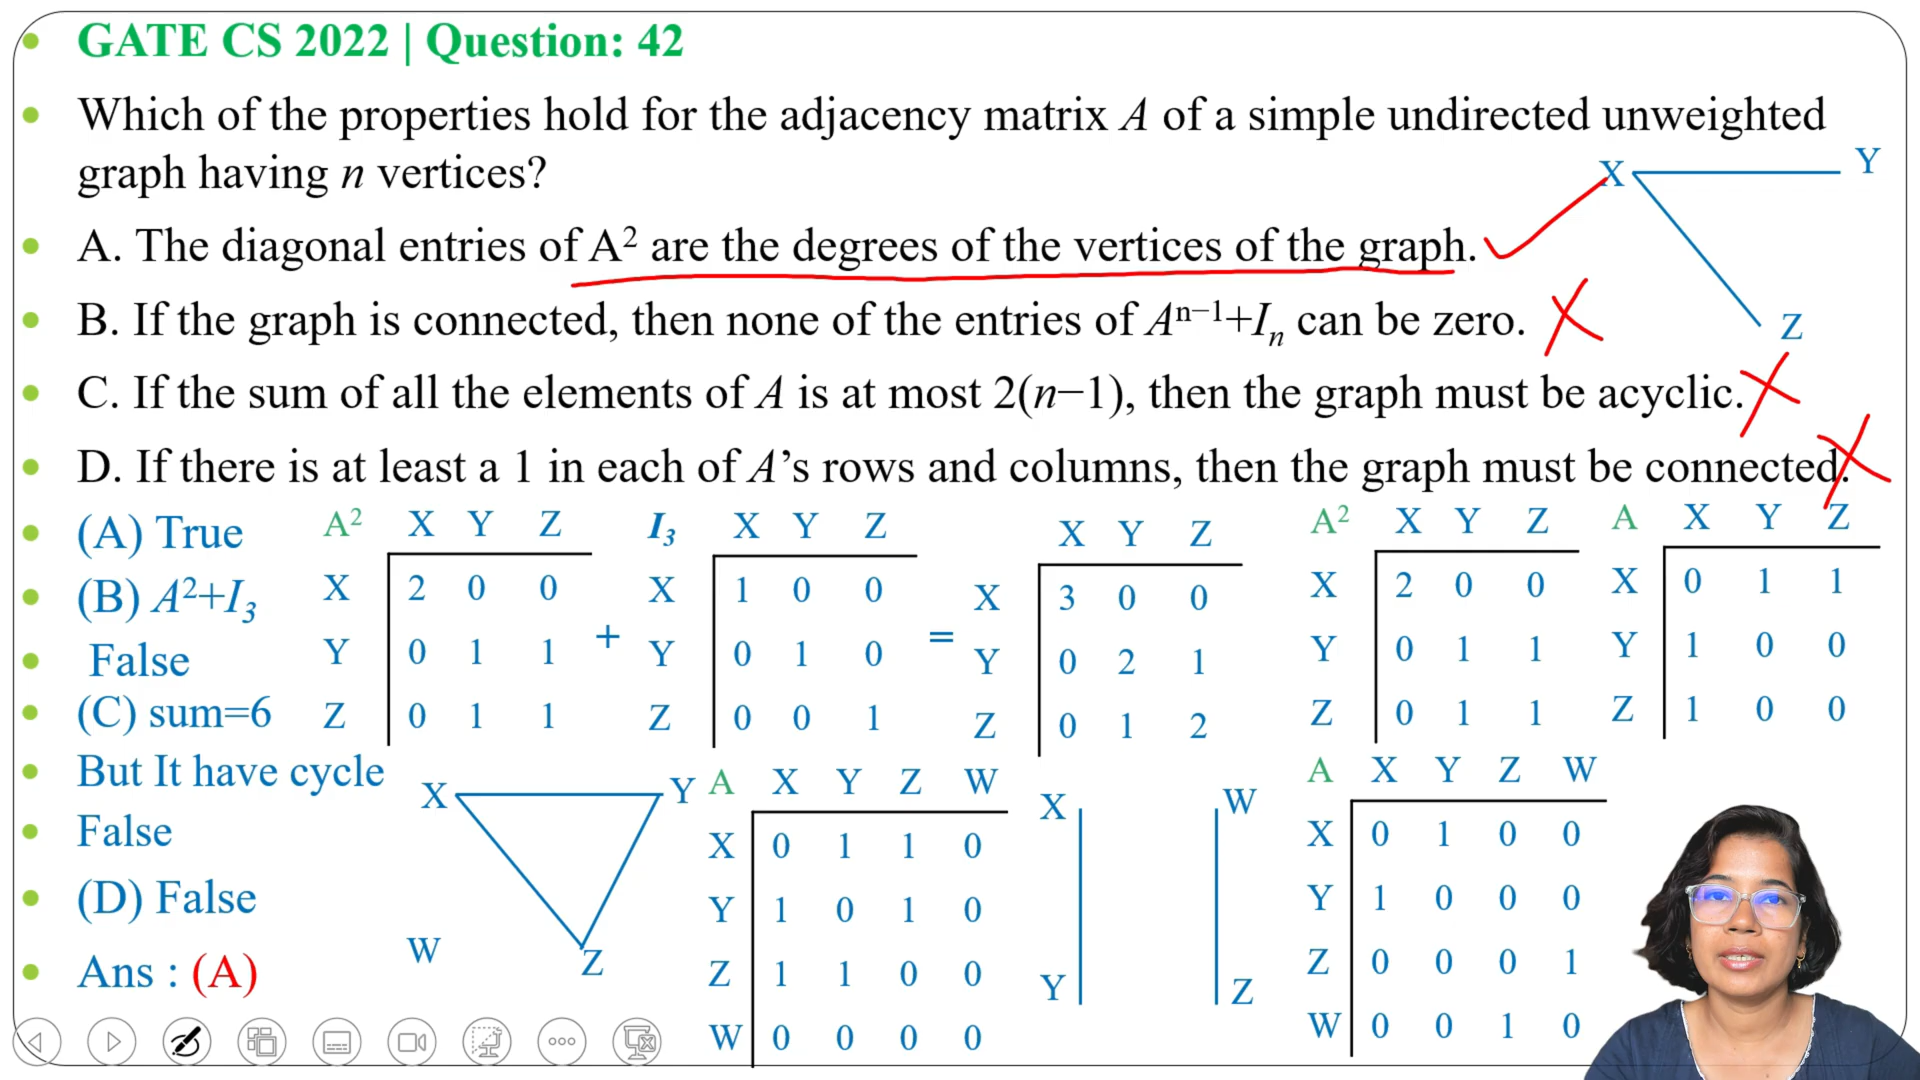 GATE CS 2022 | Question: 42
Which of the properties hold for the adjacency matrix A of a simple undirected unweighted
graph having n vertices?
A. The diagonal entries of A² are the degrees of the vertices of the graph.
B. If the graph is connected, then none of the entries of Aⁿ⁻¹+Iₙ can be zero.
C. If the sum of all the elements of A is at most 2(n−1), then the graph must be acyclic.
D. If there is at least a 1 in each of A’s rows and columns, then the graph must be connected.
X Y
Z
(A) True
(B) A²+I₃
False
(C) sum=6
But It have cycle
False
(D) False
Ans : (A)
A² X Y Z
X 2 0 0
Y 0 1 1
Z 0 1 1
+
I₃ X Y Z
X 1 0 0
Y 0 1 0
Z 0 0 1
=
X Y Z
X 3 0 0
Y 0 2 1
Z 0 1 2
A² X Y Z
X 2 0 0
Y 0 1 1
Z 0 1 1
A X Y Z
X 0 1 1
Y 1 0 0
Z 1 0 0
X Y
W Z
A X Y Z W
X 0 1 1 0
Y 1 0 1 0
Z 1 1 0 0
W 0 0 0 0
X W
Y Z
A X Y Z W
X 0 1 0 0
Y 1 0 0 0
Z 0 0 0 1
W 0 0 1 0